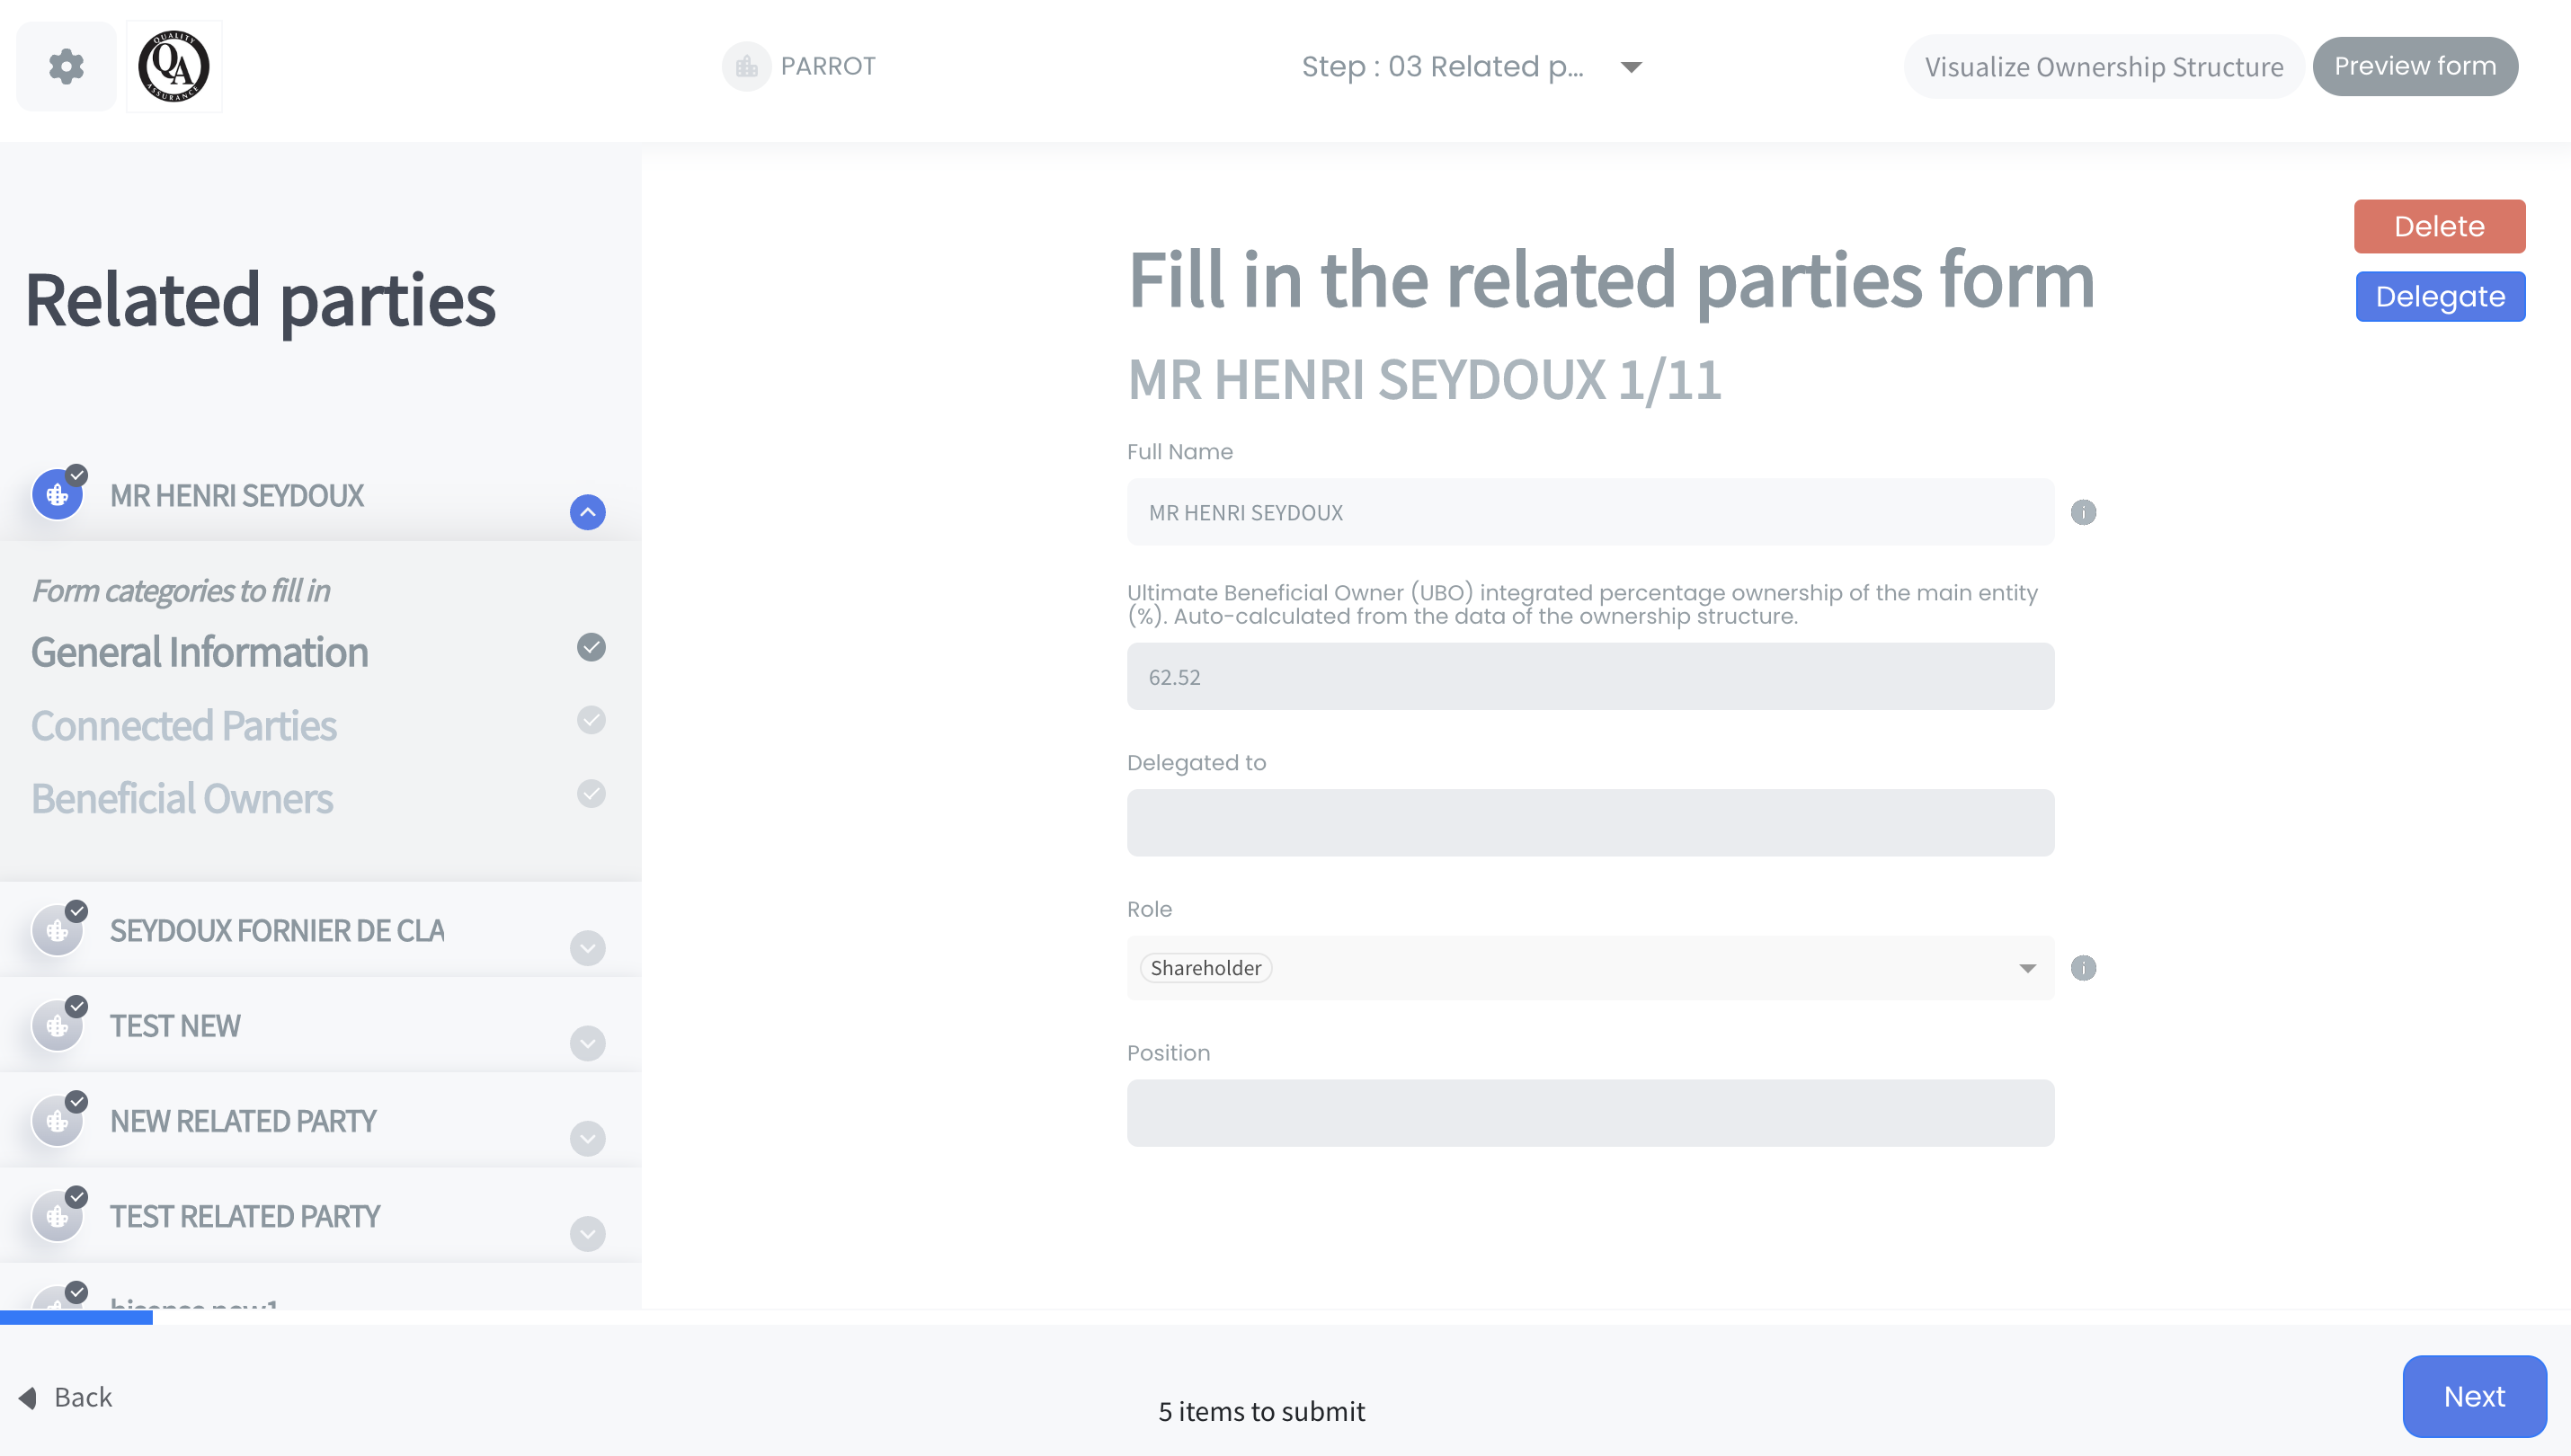 QUALITY
QA
ASSURANCE
PARROT
Step : 03 Related p...
Visualize Ownership Structure
Preview form
Related parties
MR HENRI SEYDOUX
Form categories to fill in
General Information
Connected Parties
Beneficial Owners
SEYDOUX FORNIER DE CLA
TEST NEW
NEW RELATED PARTY
TEST RELATED PARTY
Delete
Delegate
Fill in the related parties form
MR HENRI SEYDOUX 1/11
Full Name
MR HENRI SEYDOUX
Ultimate Beneficial Owner (UBO) integrated percentage ownership of the main entity
(%). Auto-calculated from the data of the ownership structure.
62.52
Delegated to
Role
Shareholder
Position
Back
5 items to submit
Next